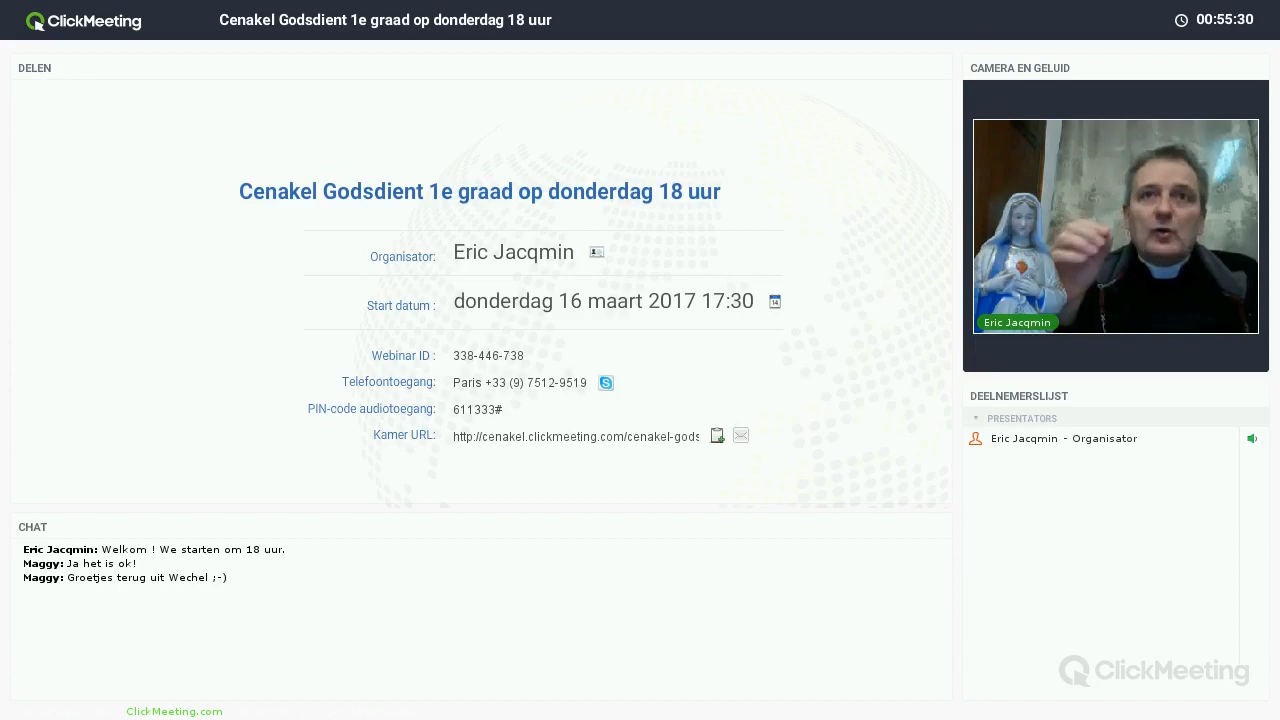 ClickMeeting
Cenakel Godsdient 1e graad op donderdag 18 uur
00:55:30
DELEN
Cenakel Godsdient 1e graad op donderdag 18 uur
Organisator: Eric Jacqmin
Start datum : donderdag 16 maart 2017 17:30
14
Webinar ID : 338-446-738
Telefoontoegang: Paris +33 (9) 7512-9519
PIN-code audiotoegang: 611333#
Kamer URL: http://cenakel.clickmeeting.com/cenakel-gods
CHAT
Eric Jacqmin: Welkom ! We starten om 18 uur.
Maggy: Ja het is ok!
Maggy: Groetjes terug uit Wechel ;-)
ClickMeeting.com
CAMERA EN GELUID
Eric Jacqmin
DEELNEMERSLIJST
PRESENTATORS
Eric Jacqmin - Organisator
ClickMeeting